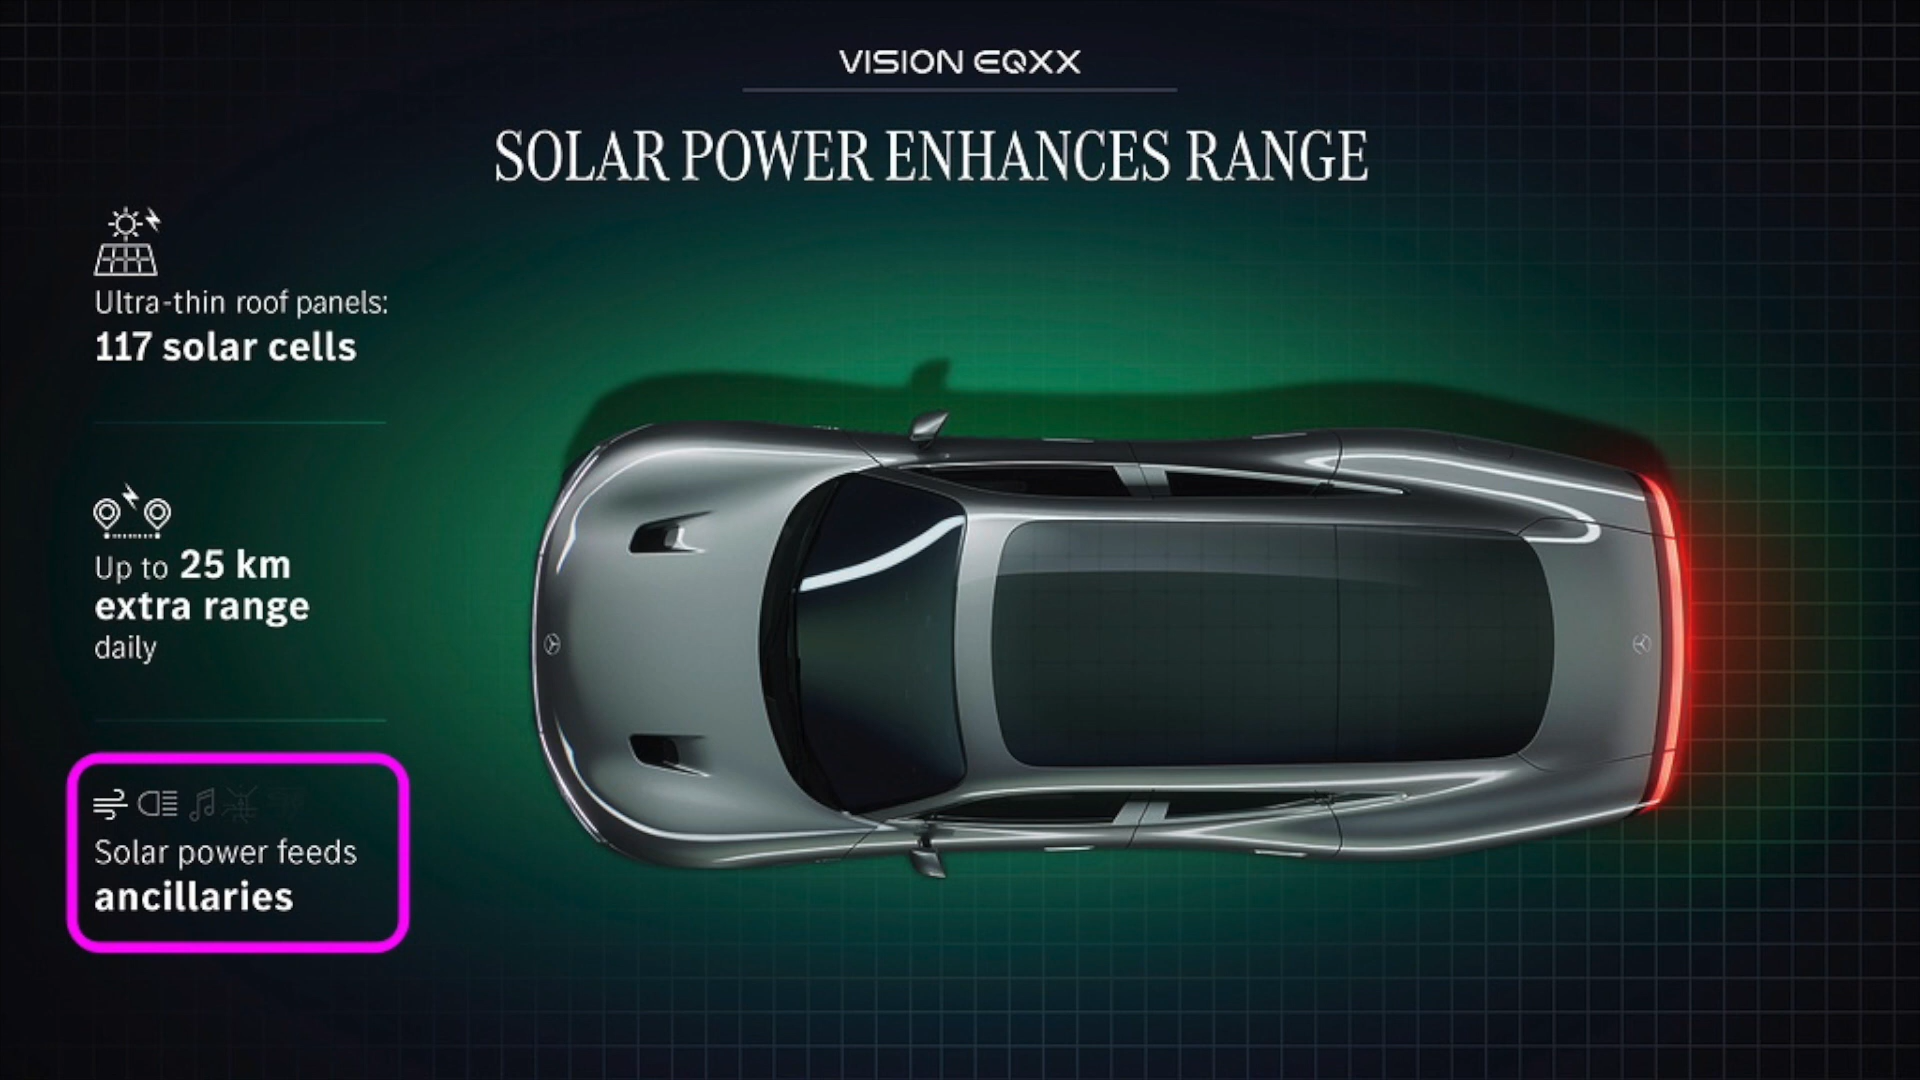 VISION EQXX
SOLAR POWER ENHANCES RANGE
Ultra-thin roof panels:
117 solar cells
Up to 25 km
extra range
daily
Solar power feeds
ancillaries